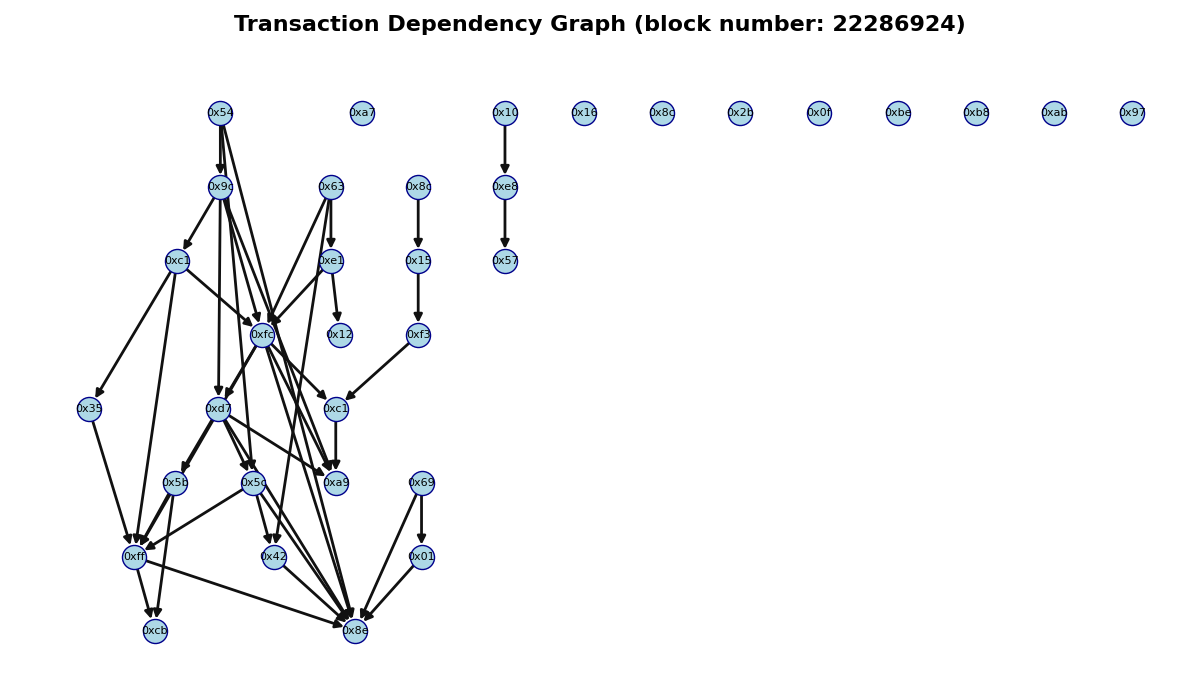 Transaction Dependency Graph (block number: 22286924)
0x54 0xa7 0x10 0x16 0x8c 0x2b 0x0f 0xbe 0xb8 0xab 0x97
0x9c 0x63 0x8c 0xe8
0xc1 0xe1 0x15 0x57
0xfc 0x12 0xf3
0x35 0xd7 0xc1
0x5b 0x5c 0xa9 0x69
0xff 0x42 0x01
0xcb 0x8e